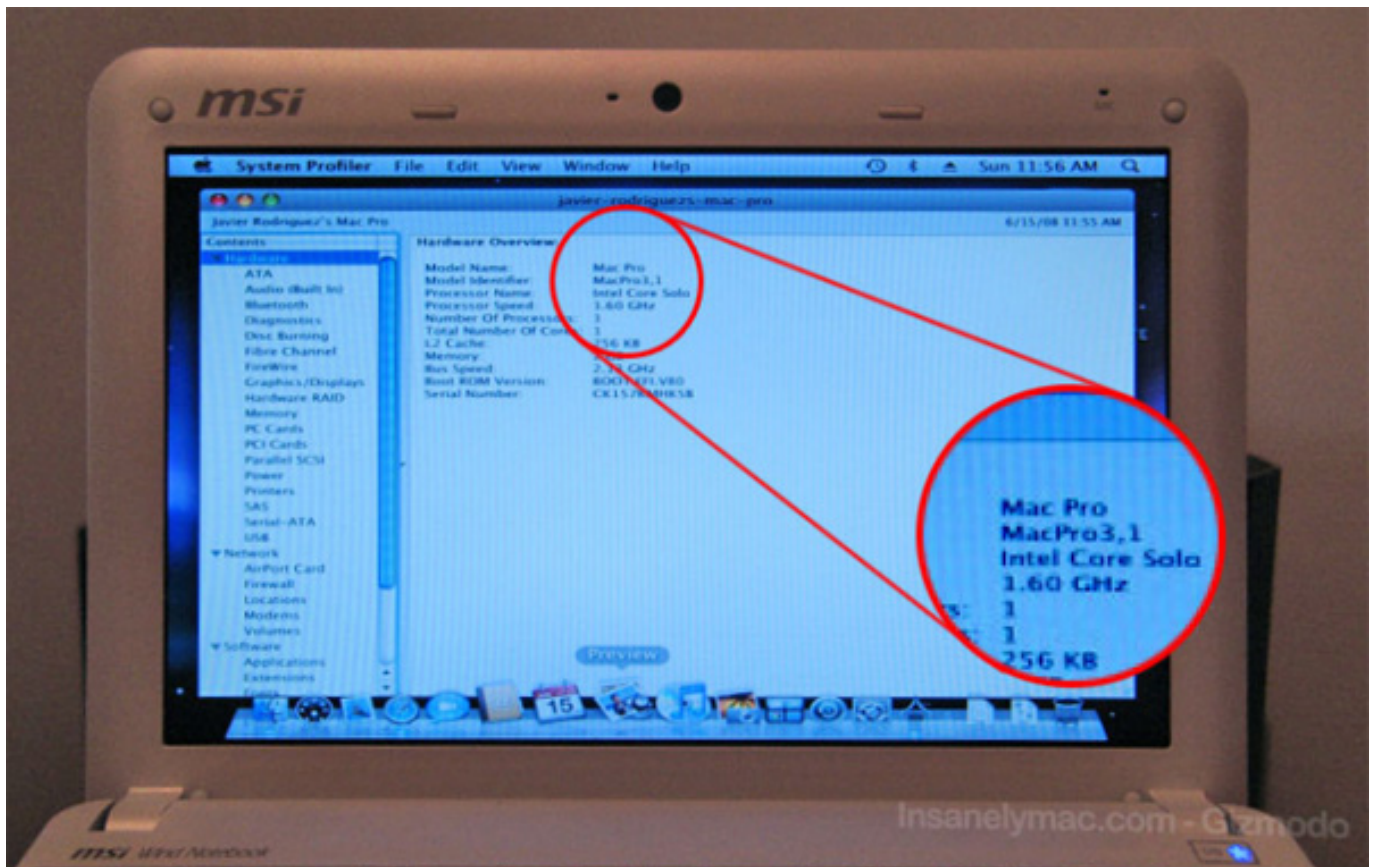 msi
System Profiler File Edit View Window Help Sun 11:56 AM
javier-rodriguezs-mac-pro
Javier Rodriguez's Mac Pro 6/15/08 11:55 AM
Contents
Hardware
ATA
Audio (Built In)
Bluetooth
Diagnostics
Disc Burning
Fibre Channel
FireWire
Graphics/Displays
Hardware RAID
Memory
PC Cards
PCI Cards
Parallel SCSI
Power
Printers
SAS
Serial-ATA
USB
Network
AirPort Card
Firewall
Locations
Modems
Volumes
Software
Applications
Extensions
Hardware Overview:
Model Name: Mac Pro
Model Identifier: MacPro3,1
Processor Name: Intel Core Solo
Processor Speed: 1.60 GHz
Number Of Processors: 1
Total Number Of Cores: 1
L2 Cache: 256 KB
Memory:
Bus Speed: GHz
Boot ROM Version:
Serial Number:
Mac Pro
MacPro3,1
Intel Core Solo
1.60 GHz
rs: 1
1
256 KB
Preview
15
Insanelymac.com - Gizmodo
msi Wind Notebook